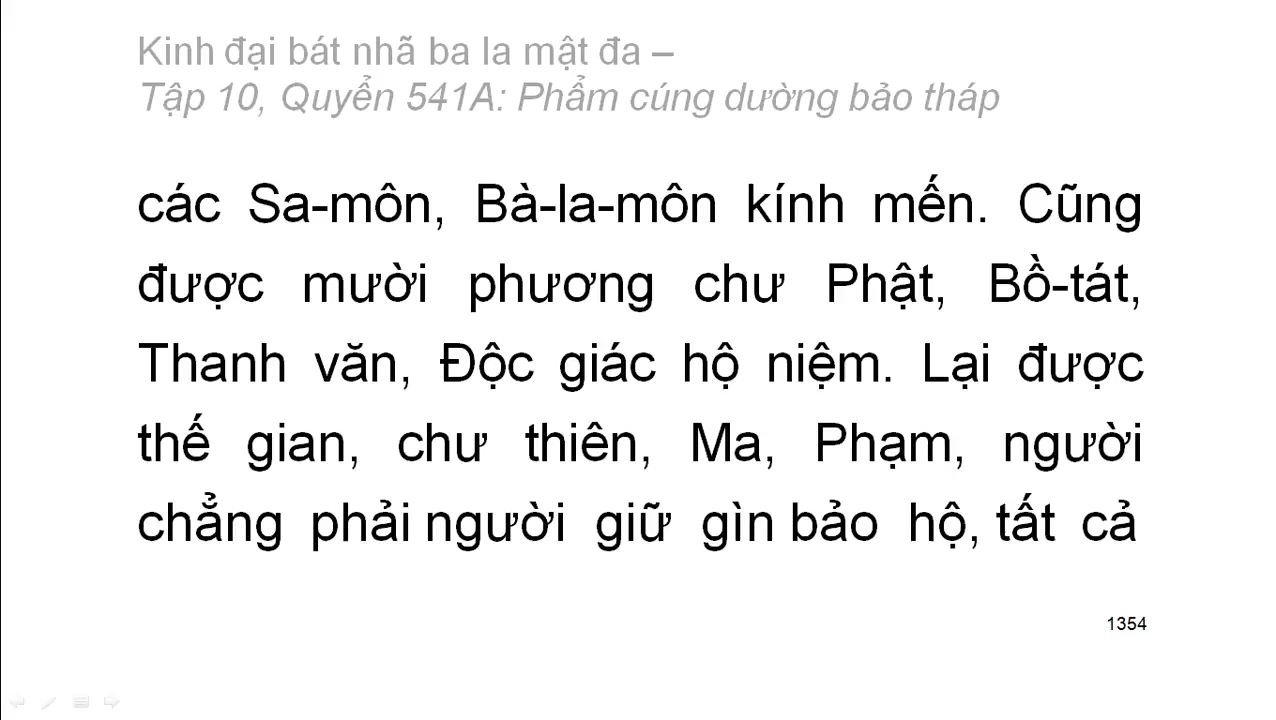 Kinh đại bát nhã ba la mật đa –
Tập 10, Quyển 541A: Phẩm cúng dường bảo tháp
các Sa-môn, Bà-la-môn kính mến. Cũng
được mười phương chư Phật, Bồ-tát,
Thanh văn, Độc giác hộ niệm. Lại được
thế gian, chư thiên, Ma, Phạm, người
chẳng phải người giữ gìn bảo hộ, tất cả
1354